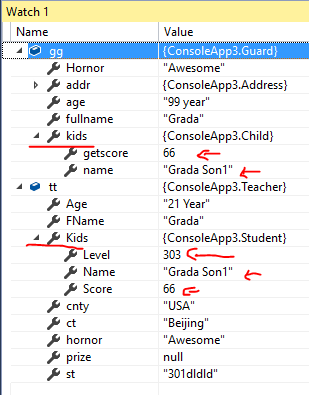 Watch 1
Name Value
gg {ConsoleApp3.Guard}
Hornor "Awesome"
addr {ConsoleApp3.Address}
age "99 year"
fullname "Grada"
kids {ConsoleApp3.Child}
getscore 66
name "Grada Son1"
tt {ConsoleApp3.Teacher}
Age "21 Year"
FName "Grada"
Kids {ConsoleApp3.Student}
Level 303
Name "Grada Son1"
Score 66
cnty "USA"
ct "Beijing"
hornor "Awesome"
prize null
st "301dldld"